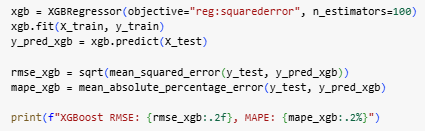 xgb = XGBRegressor(objective="reg:squarederror", n_estimators=100)
xgb.fit(X_train, y_train)
y_pred_xgb = xgb.predict(X_test)

rmse_xgb = sqrt(mean_squared_error(y_test, y_pred_xgb))
mape_xgb = mean_absolute_percentage_error(y_test, y_pred_xgb)

print(f"XGBoost RMSE: {rmse_xgb:.2f}, MAPE: {mape_xgb:.2%}")